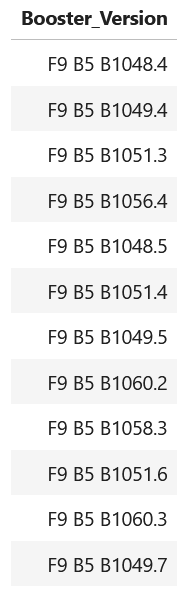 Booster_Version
F9 B5 B1048.4
F9 B5 B1049.4
F9 B5 B1051.3
F9 B5 B1056.4
F9 B5 B1048.5
F9 B5 B1051.4
F9 B5 B1049.5
F9 B5 B1060.2
F9 B5 B1058.3
F9 B5 B1051.6
F9 B5 B1060.3
F9 B5 B1049.7